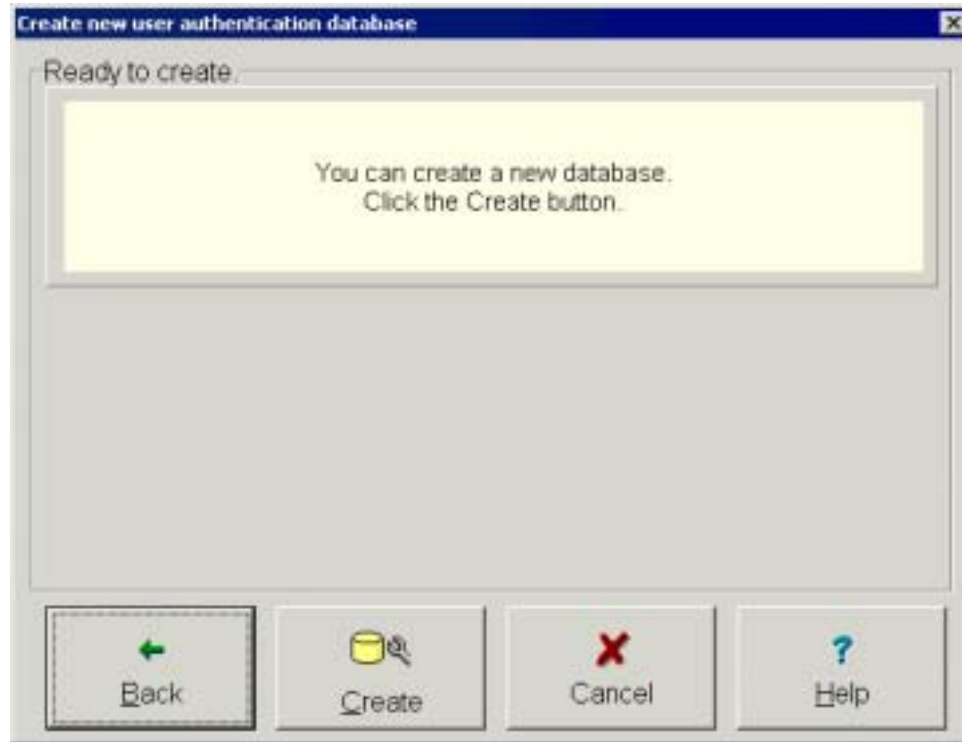 Create new user authentication database
Ready to create.
You can create a new database.
Click the Create button.
Back
Create
Cancel
Help